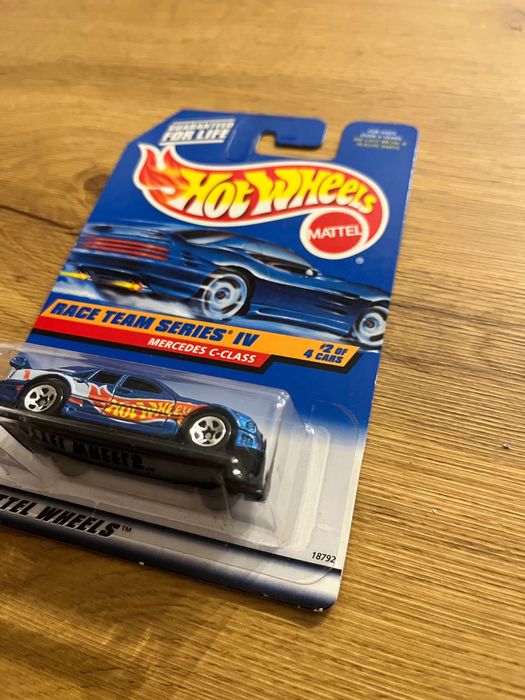 GUARANTEED
FOR LIFE
HOT WHEELS
MATTEL
®
RACE TEAM SERIES® IV
MERCEDES C-CLASS
#2 OF
4 CARS
HOT WHEELS
TTEL WHEELS™
18792